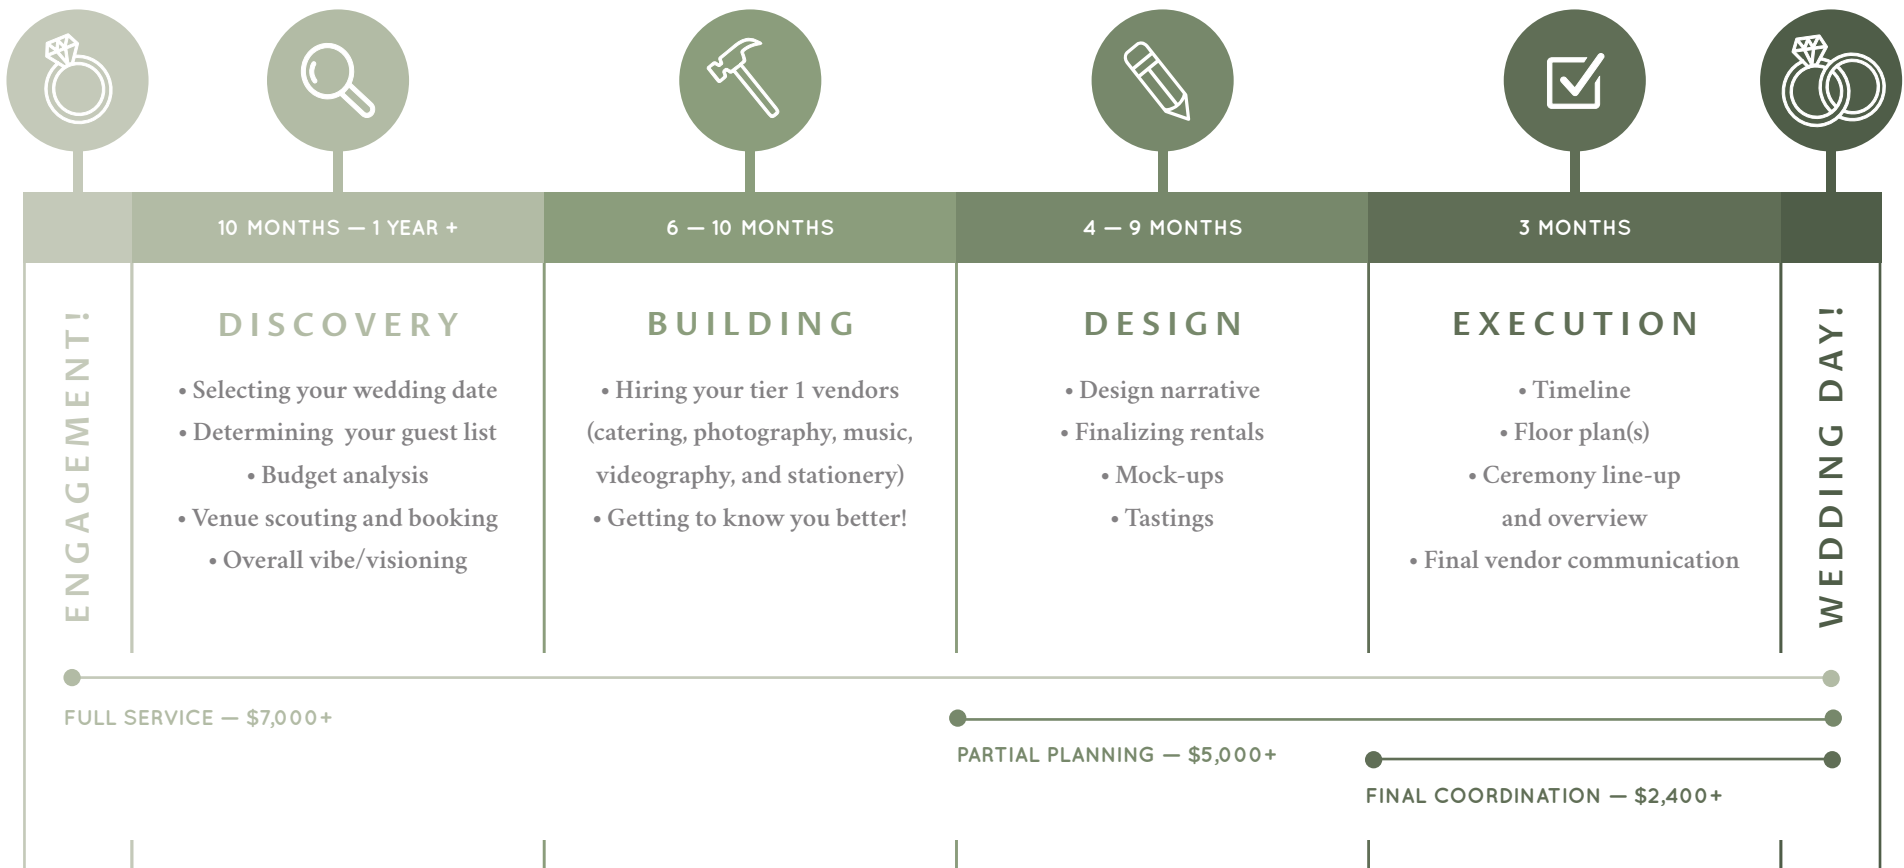 10 MONTHS — 1 YEAR +
6 — 10 MONTHS
4 — 9 MONTHS
3 MONTHS
ENGAGEMENT!
DISCOVERY
• Selecting your wedding date
• Determining  your guest list
• Budget analysis
• Venue scouting and booking
• Overall vibe/visioning
BUILDING
• Hiring your tier 1 vendors
(catering, photography, music,
videography, and stationery)
• Getting to know you better!
DESIGN
• Design narrative
• Finalizing rentals
• Mock-ups
• Tastings
EXECUTION
• Timeline
• Floor plan(s)
• Ceremony line-up
and overview
• Final vendor communication
WEDDING DAY!
FULL SERVICE — $7,000+
PARTIAL PLANNING — $5,000+
FINAL COORDINATION — $2,400+